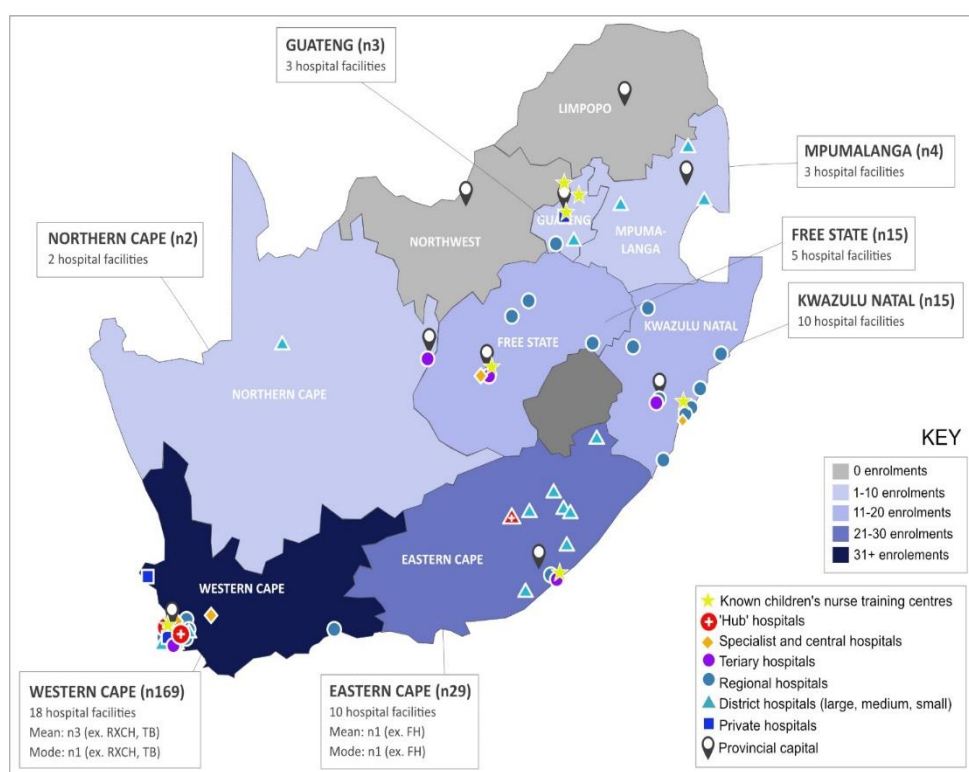 GUATENG (n3)
3 hospital facilities
LIMPOPO
MPUMALANGA (n4)
3 hospital facilities
NORTHERN CAPE (n2)
2 hospital facilities
NORTHWEST
GUATENG
MPUMA-
LANGA
FREE STATE (n15)
5 hospital facilities
KWAZULU NATAL (n15)
10 hospital facilities
KWAZULU NATAL
FREE STATE
NORTHERN CAPE
KEY
0 enrolments
1-10 enrolments
11-20 enrolments
21-30 enrolments
31+ enrolements
EASTERN CAPE
WESTERN CAPE
Known children's nurse training centres
'Hub' hospitals
Specialist and central hospitals
Teriary hospitals
Regional hospitals
District hospitals (large, medium, small)
Private hospitals
Provincial capital
WESTERN CAPE (n169)
18 hospital facilities
Mean: n3 (ex. RXCH, TB)
Mode: n1 (ex. RXCH, TB)
EASTERN CAPE (n29)
10 hospital facilities
Mean: n1 (ex. FH)
Mode: n1 (ex. FH)